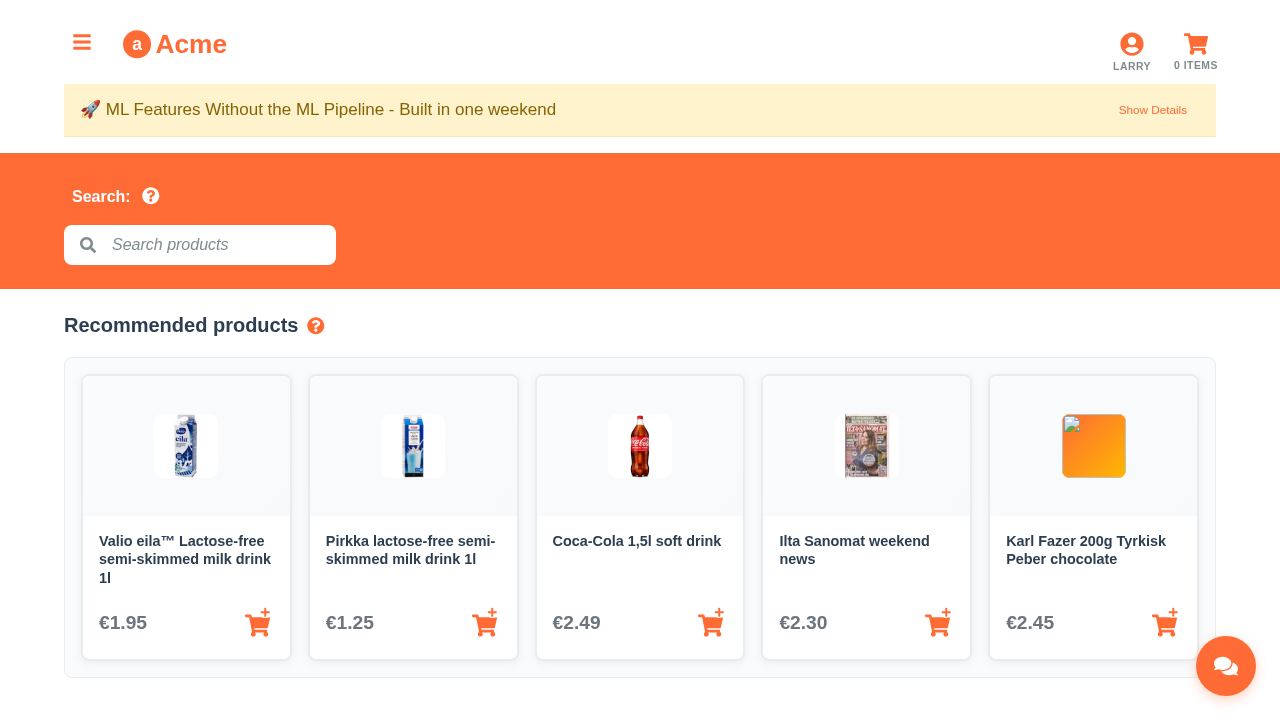 a Acme
LARRY
0 ITEMS
🚀 ML Features Without the ML Pipeline - Built in one weekend
Show Details
Search:
Search products
Recommended products
Valio eila™ Lactose-free
semi-skimmed milk drink
1l
€1.95
Pirkka lactose-free semi-
skimmed milk drink 1l
€1.25
Coca-Cola 1,5l soft drink
€2.49
Ilta Sanomat weekend
news
€2.30
Karl Fazer 200g Tyrkisk
Peber chocolate
€2.45